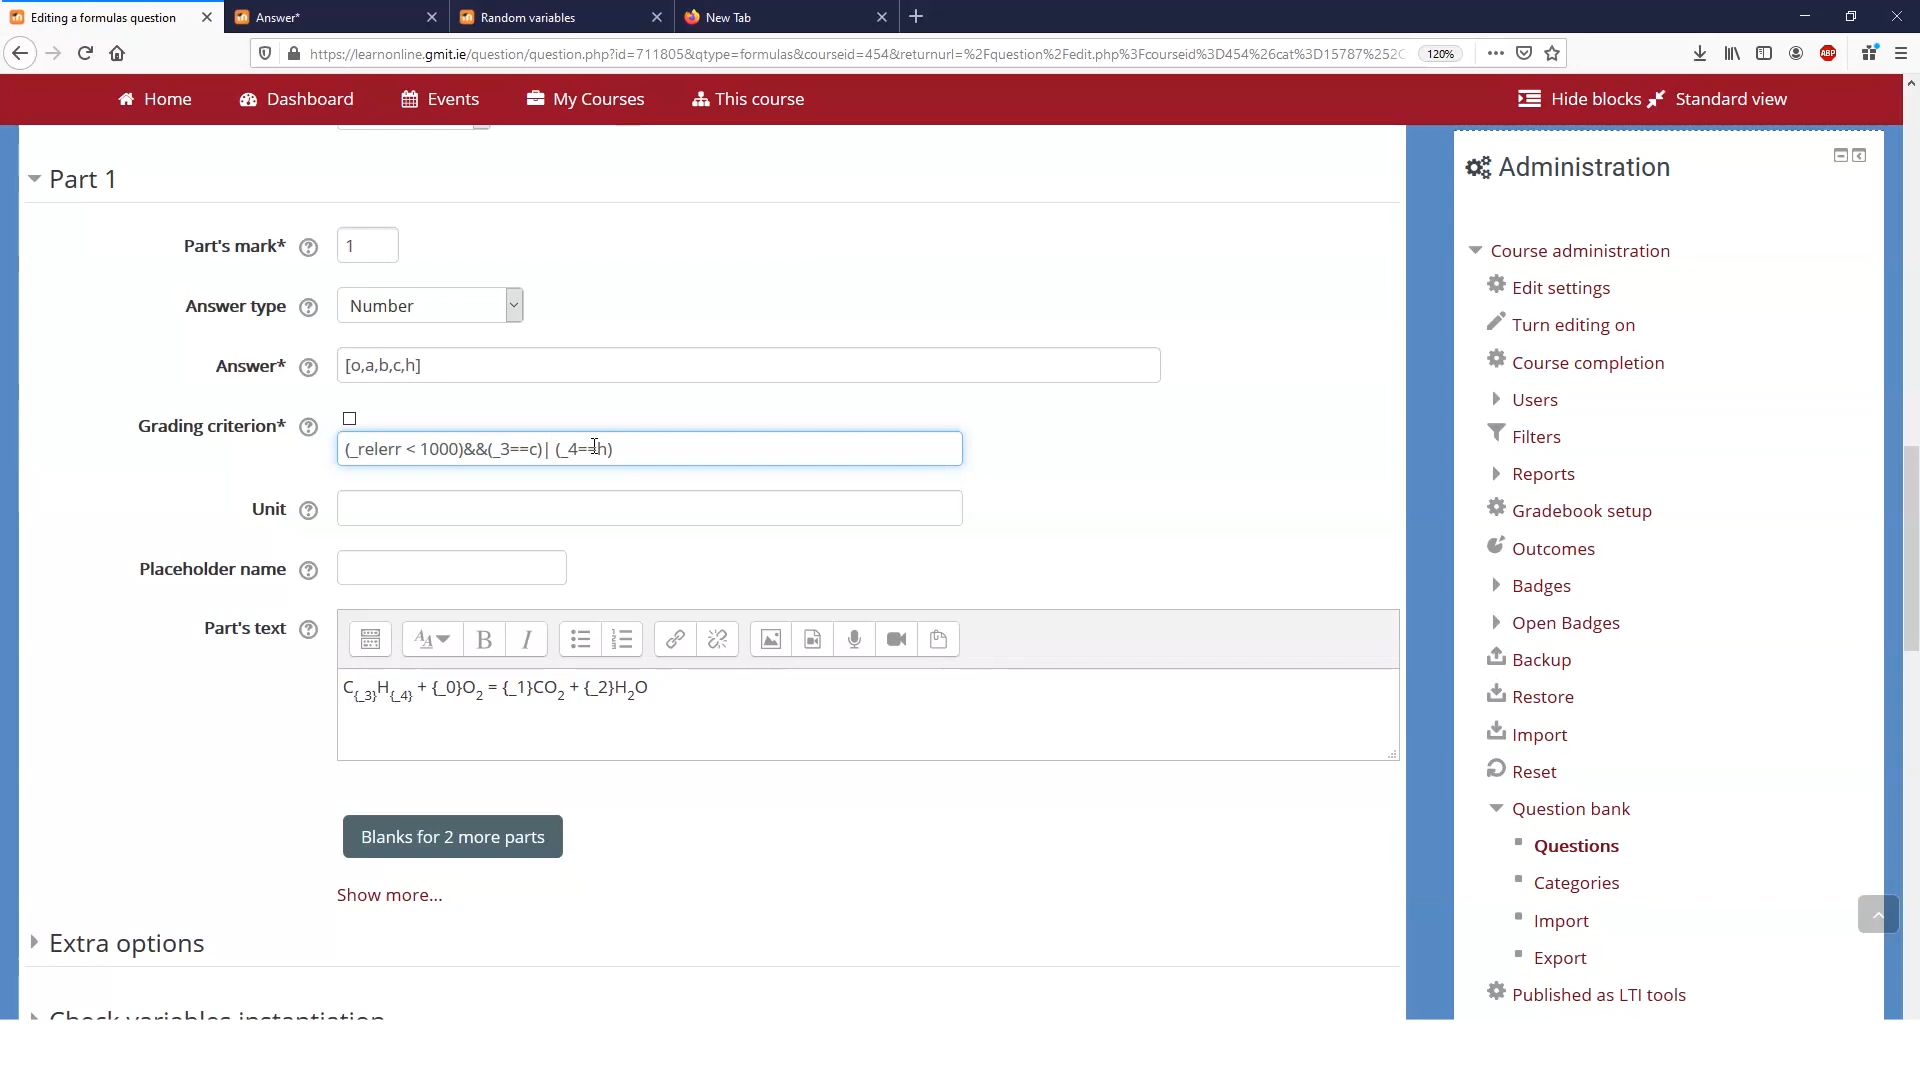 Editing a formulas question
Answer*
Random variables
New Tab
https://learnonline.gmit.ie/question/question.php?id=711805&qtype=formulas&courseid=454&returnurl=%2Fquestion%2Fedit.php%3Fcourseid%3D454%26cat%3D15787%252C
120%
ABP
Home
Dashboard
Events
My Courses
This course
Hide blocks
Standard view
Part 1
Part's mark*
1
Answer type
Number
Answer*
[o,a,b,c,h]
Grading criterion*
(_relerr < 1000)&&(_3==c)| (_4==h)
Unit
Placeholder name
Part's text
C{_3}H{_4} + {_0}O2 = {_1}CO2 + {_2}H2O
Blanks for 2 more parts
Show more...
Extra options
Check variables instantiation
Administration
Course administration
Edit settings
Turn editing on
Course completion
Users
Filters
Reports
Gradebook setup
Outcomes
Badges
Open Badges
Backup
Restore
Import
Reset
Question bank
Questions
Categories
Import
Export
Published as LTI tools